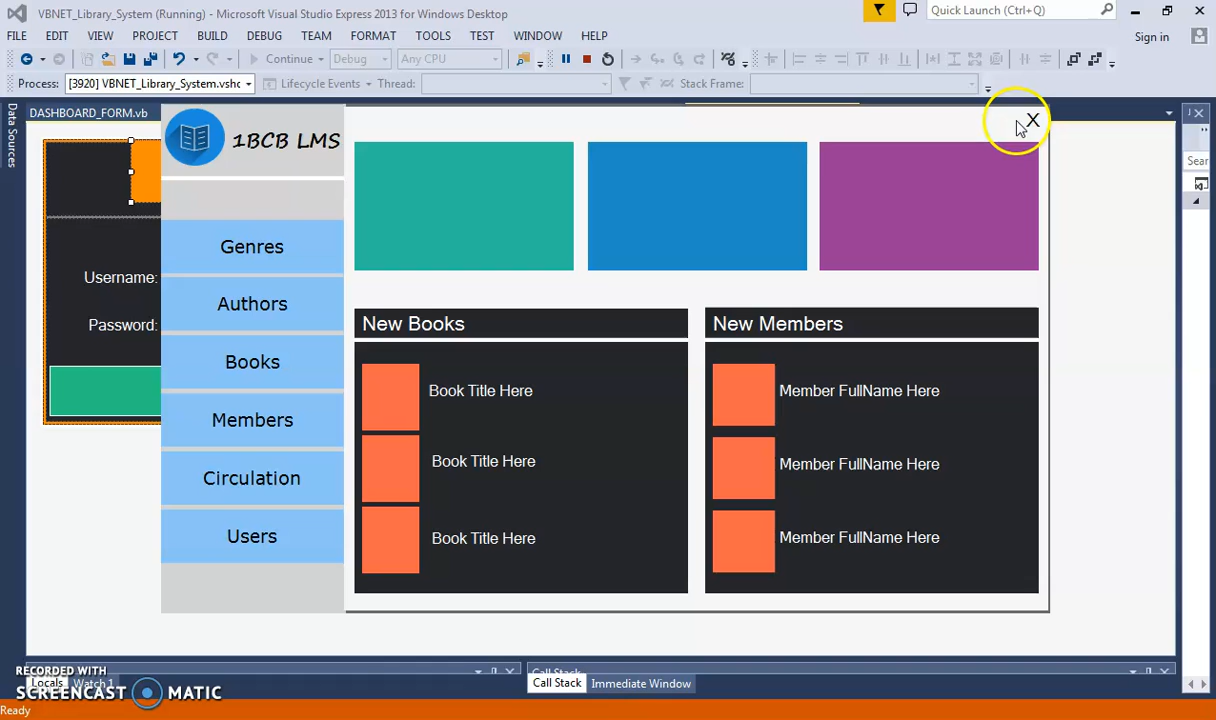 VBNET_Library_System (Running) - Microsoft Visual Studio Express 2013 for Windows Desktop
Quick Launch (Ctrl+Q)
FILE EDIT VIEW PROJECT BUILD DEBUG TEAM FORMAT TOOLS TEST WINDOW HELP
Sign in
Continue Debug Any CPU
Process: [3920] VBNET_Library_System.vshc Lifecycle Events Thread: Stack Frame:
Data Sources
DASHBOARD_FORM.vb
X
1BCB LMS
Sear
Genres
Authors
Books
Members
Circulation
Users
Username:
Password:
New Books
Book Title Here
Book Title Here
Book Title Here
New Members
Member FullName Here
Member FullName Here
Member FullName Here
Locals Watch 1
Call Stack
Call Stack Immediate Window
RECORDED WITH
SCREENCAST MATIC
Ready